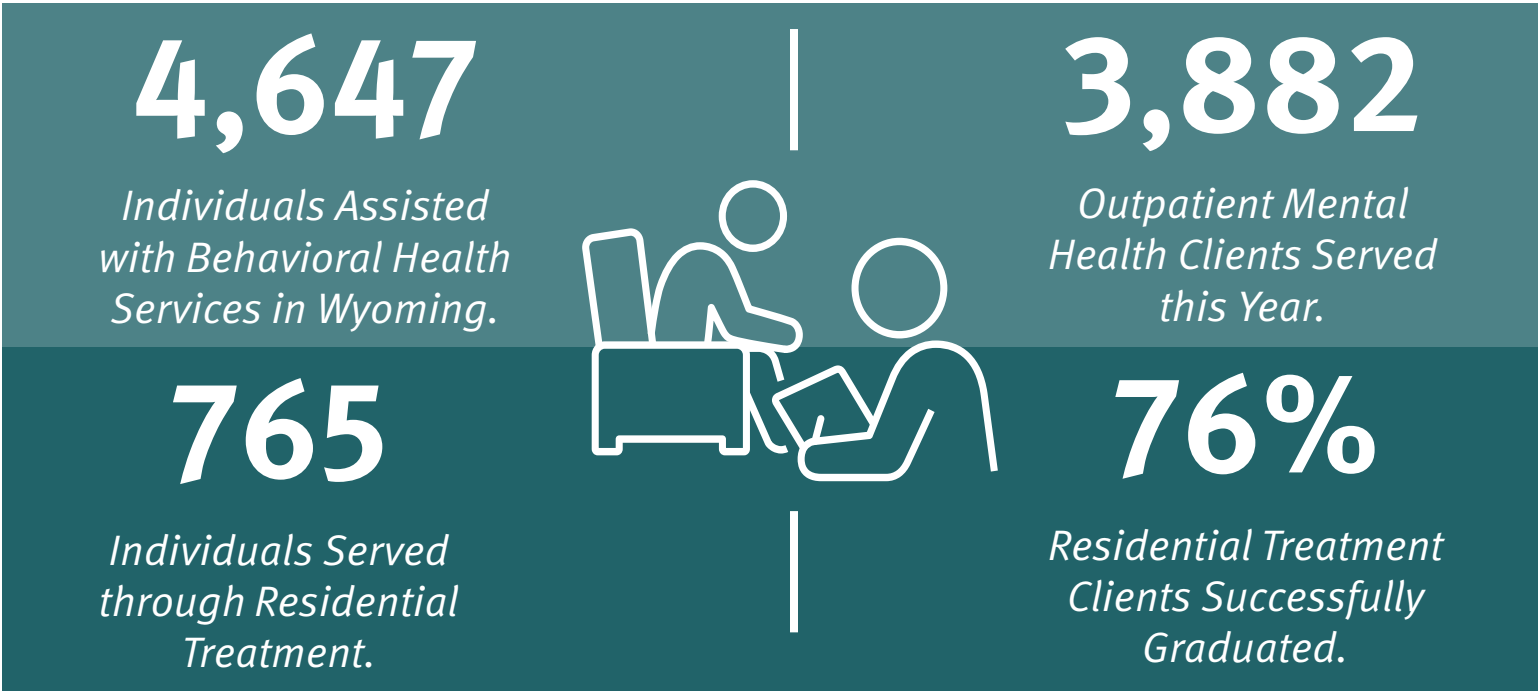 4,647
Individuals Assisted
with Behavioral Health
Services in Wyoming.
3,882
Outpatient Mental
Health Clients Served
this Year.
765
Individuals Served
through Residential
Treatment.
76%
Residential Treatment
Clients Successfully
Graduated.